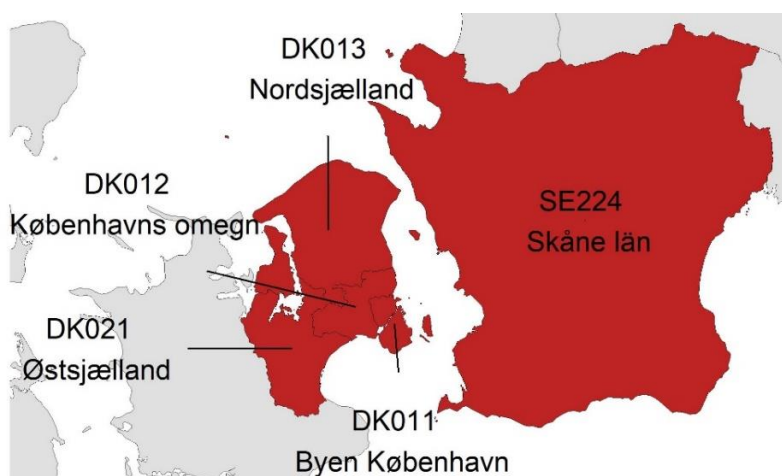 DK013
Nordsjælland
DK012
Københavns omegn
SE224
Skåne län
DK021
Østsjælland
DK011
Byen København